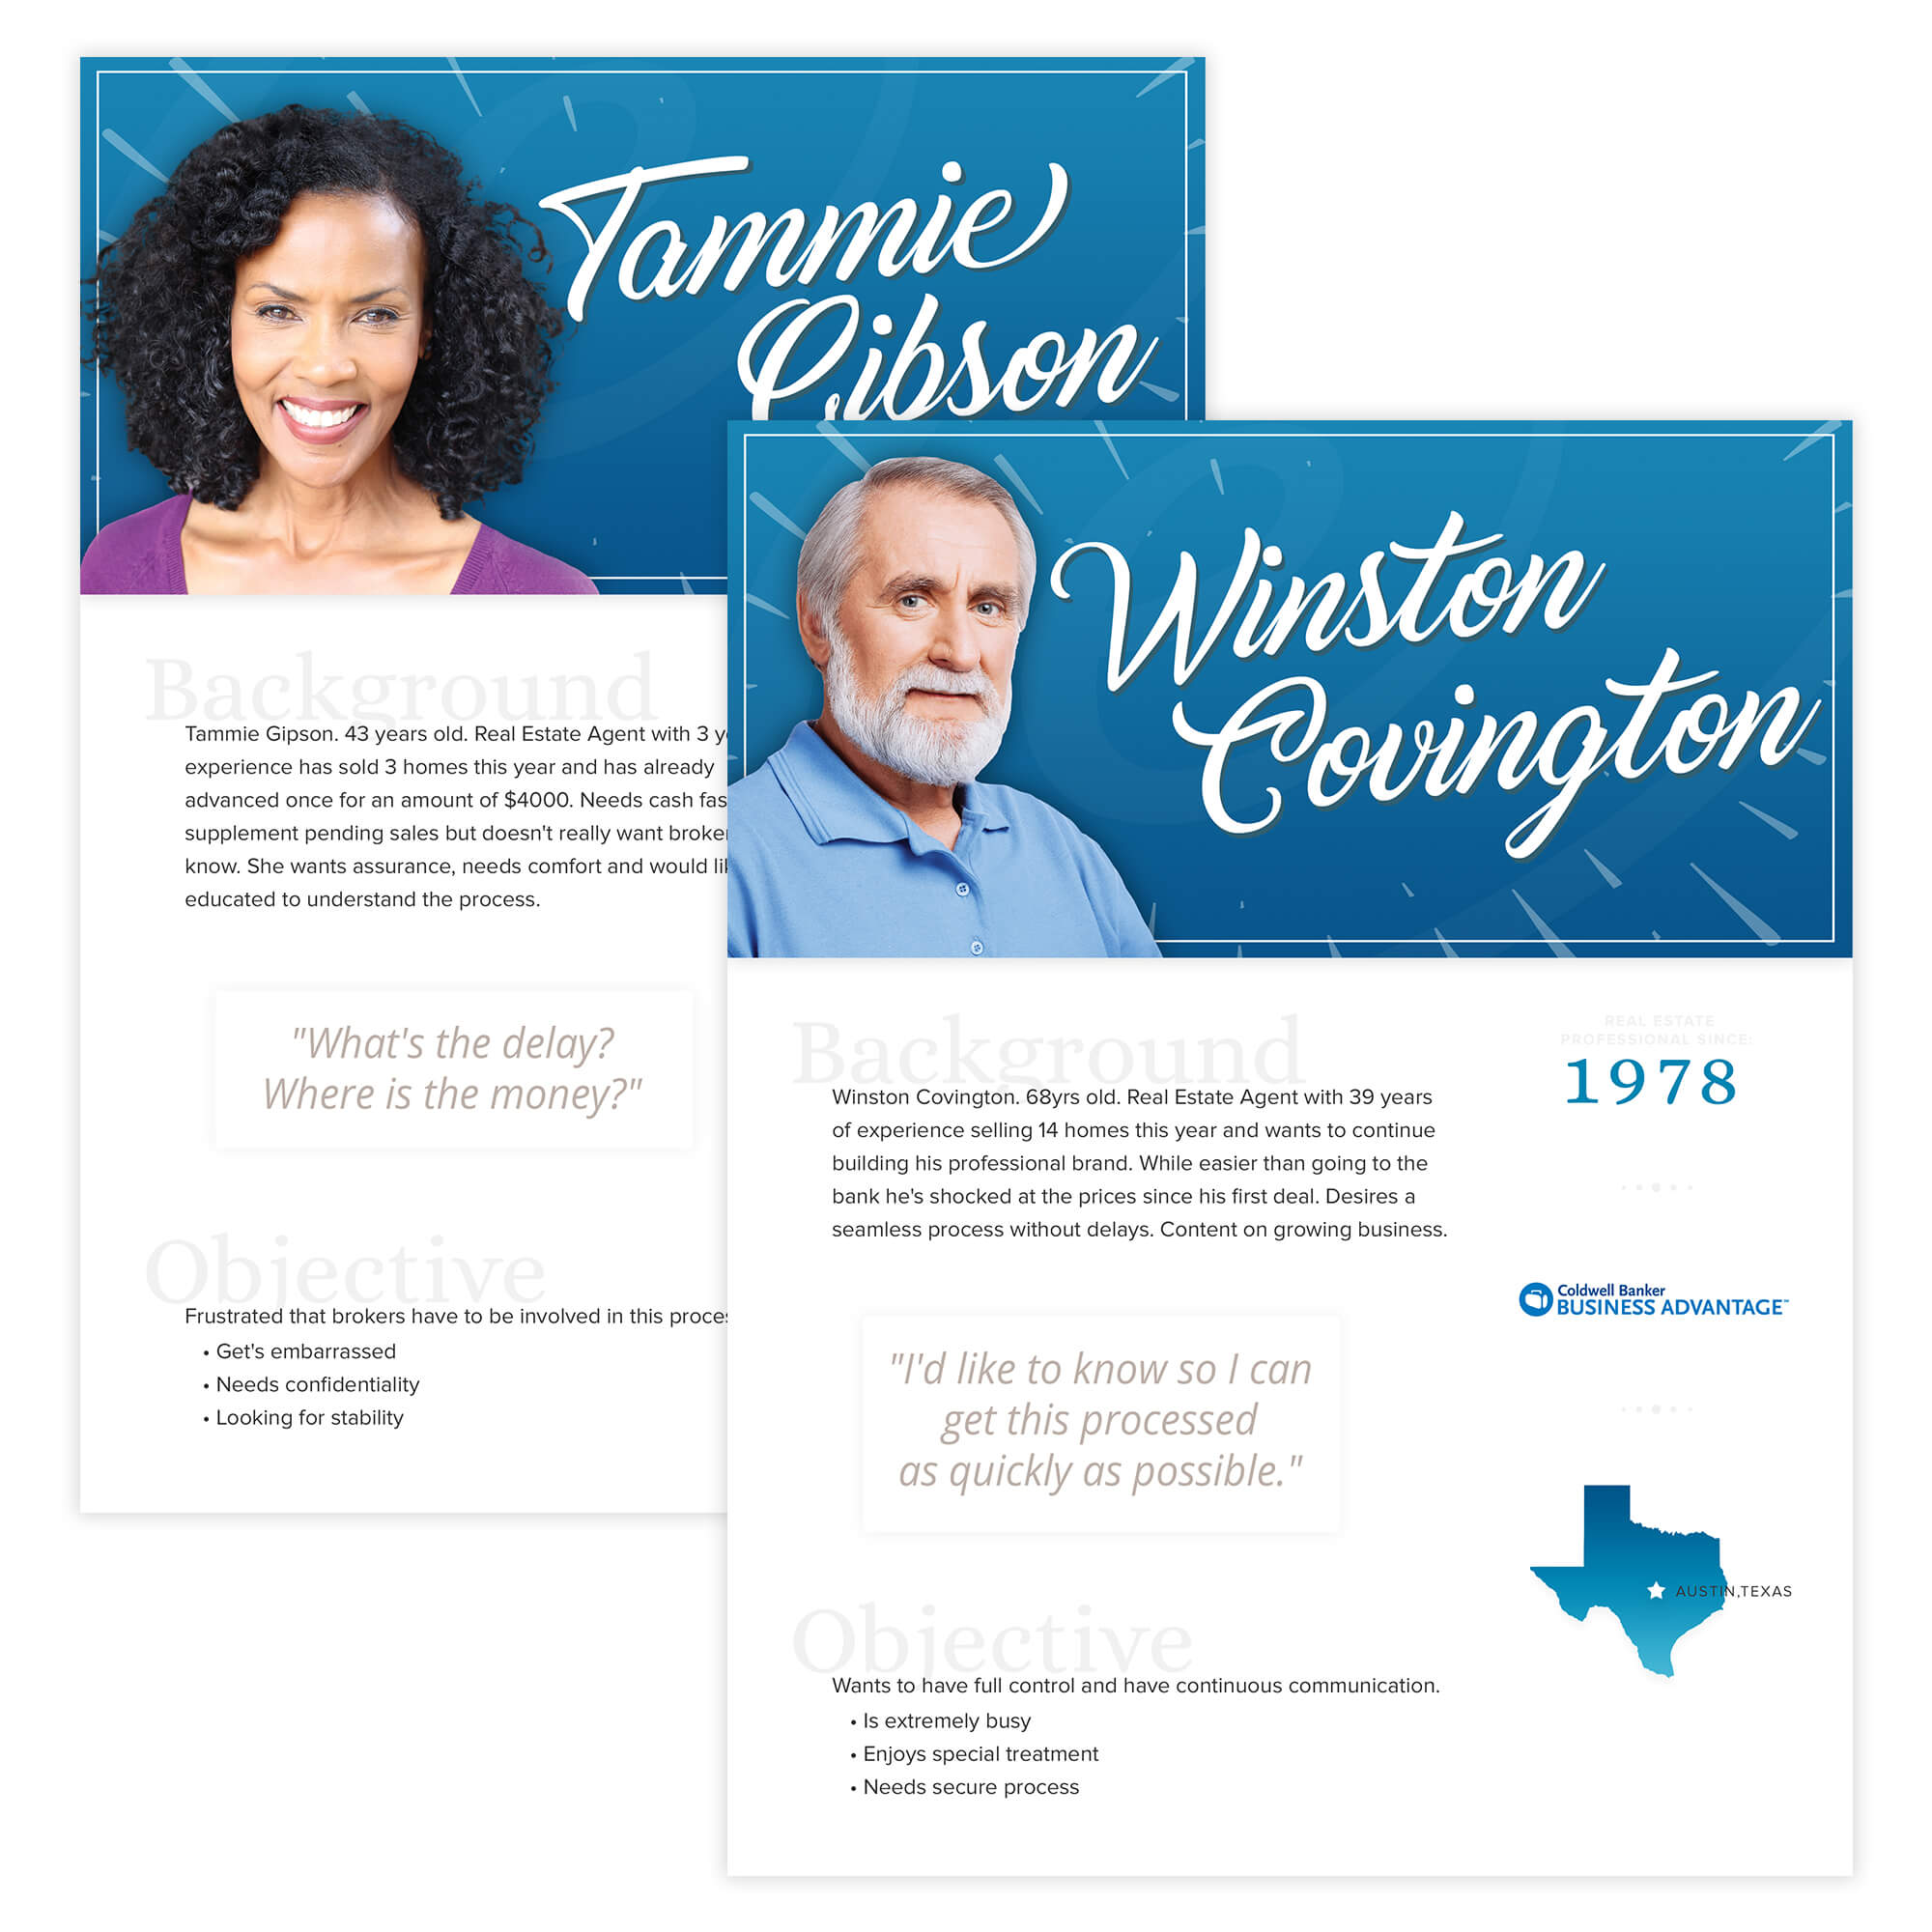 Tammie
Gibson
Background
Tammie Gipson. 43 years old. Real Estate Agent with 3
experience has sold 3 homes this year and has already
advanced once for an amount of $4000. Needs cash
supplement pending sales but doesn't really want
know. She wants assurance, needs comfort and would
educated to understand the process.
"What's the delay?
Where is the money?"
Objective
Frustrated that brokers have to be involved in this
• Get's embarrassed
• Needs confidentiality
• Looking for stability
Winston
Covington
Background
Winston Covington. 68yrs old. Real Estate Agent with 39 years
of experience selling 14 homes this year and wants to continue
building his professional brand. While easier than going to the
bank he's shocked at the prices since his first deal. Desires a
seamless process without delays. Content on growing business.
"I'd like to know so I can
get this processed
as quickly as possible."
Objective
Wants to have full control and have continuous communication.
• Is extremely busy
• Enjoys special treatment
• Needs secure process
REAL ESTATE
PROFESSIONAL SINCE:
1978
Coldwell Banker
BUSINESS ADVANTAGE™
AUSTIN,TEXAS